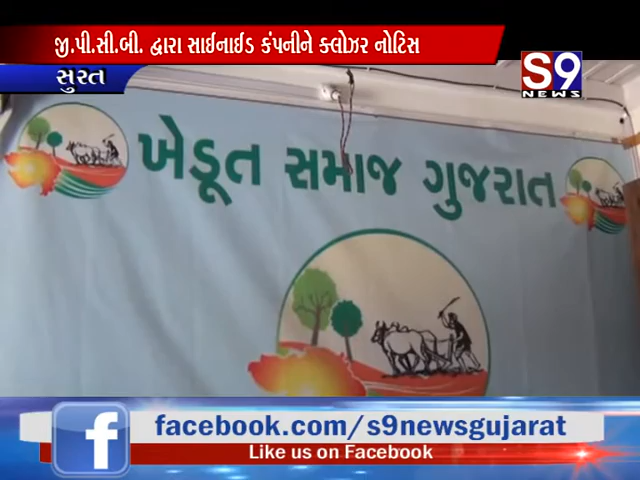 જી.પી.સી.બી. દ્વારા સાઈનાઈડ કંપનીને ક્લોઝર નોટિસ
સુરત
S9
NEWS
ખેડૂત સમાજ ગુજરાત
f
facebook.com/s9newsgujarat
Like us on Facebook